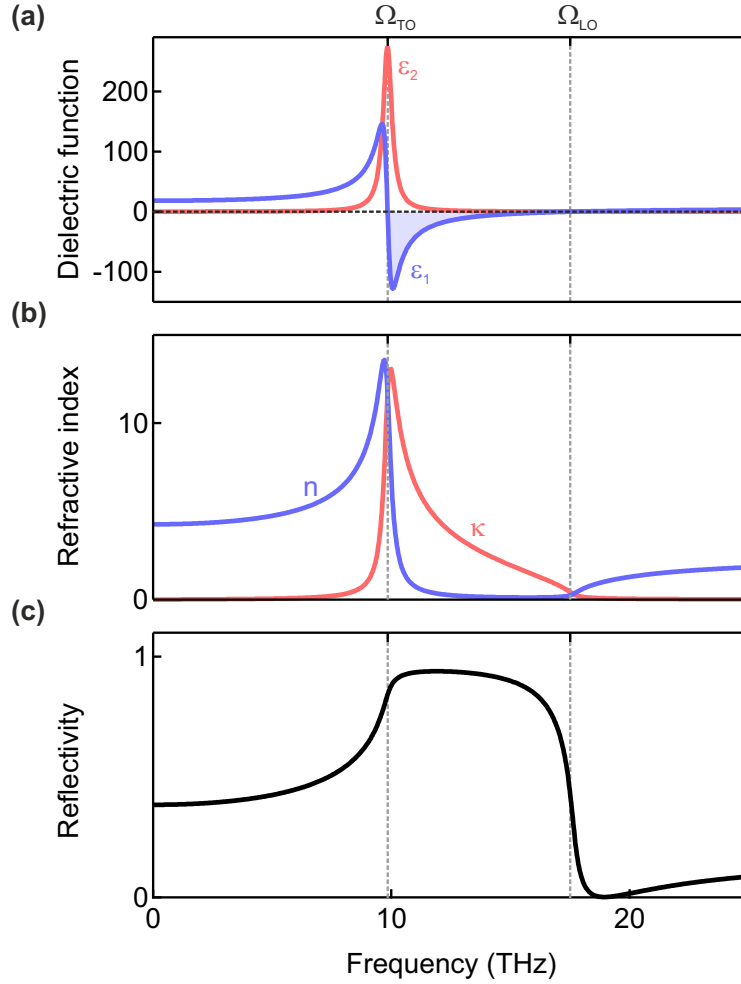 (a)
Ω_TO Ω_LO
Dielectric function
200
100
0
-100
ε₂
ε₁
(b)
Refractive index
10
0
n
κ
(c)
Reflectivity
1
0
0 10 20
Frequency (THz)